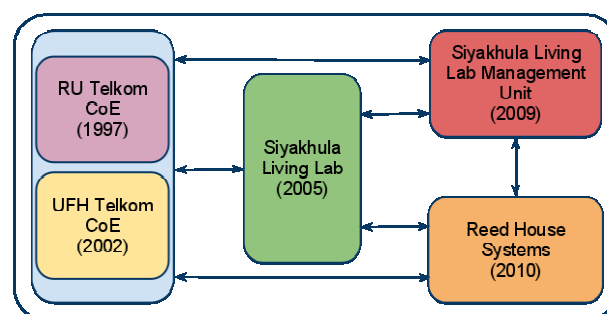 RU Telkom
CoE
(1997)
UFH Telkom
CoE
(2002)
Siyakhula
Living Lab
(2005)
Siyakhula Living
Lab Management
Unit
(2009)
Reed House
Systems
(2010)